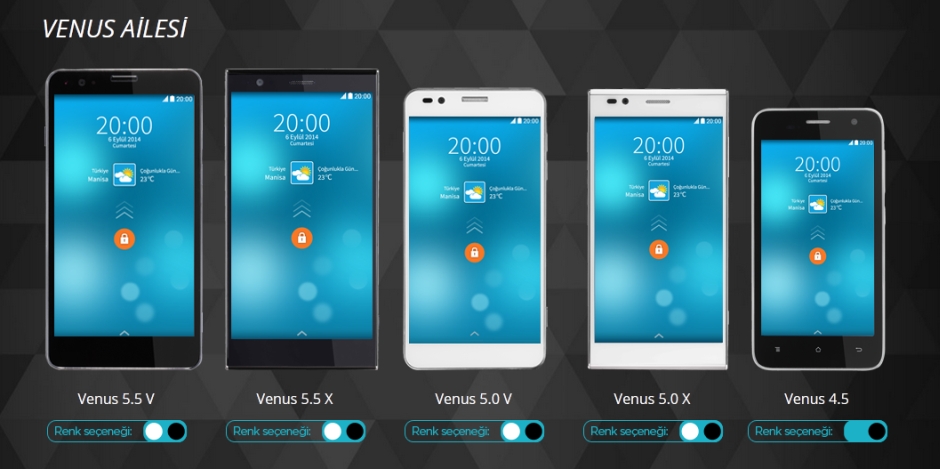 VENUS AİLESİ
20:00
20:00
6 Eylül 2014
Cumartesi
Türkiye
Manisa
Çoğunlukla Gün...
23°C
20:00
20:00
6 Eylül 2014
Cumartesi
Türkiye
Manisa
Çoğunlukla Gün...
23°C
20:00
20:00
6 Eylül 2014
Cumartesi
Türkiye
Manisa
Çoğunlukla Gün...
23°C
20:00
20:00
6 Eylül 2014
Cumartesi
Türkiye
Manisa
Çoğunlukla Gün...
23°C
20:00
20:00
6 Eylül 2014
Cumartesi
Türkiye
Manisa
Çoğunlukla Gün...
23°C
Venus 5.5 V
Venus 5.5 X
Venus 5.0 V
Venus 5.0 X
Venus 4.5
Renk seçeneği:
Renk seçeneği:
Renk seçeneği:
Renk seçeneği:
Renk seçeneği: